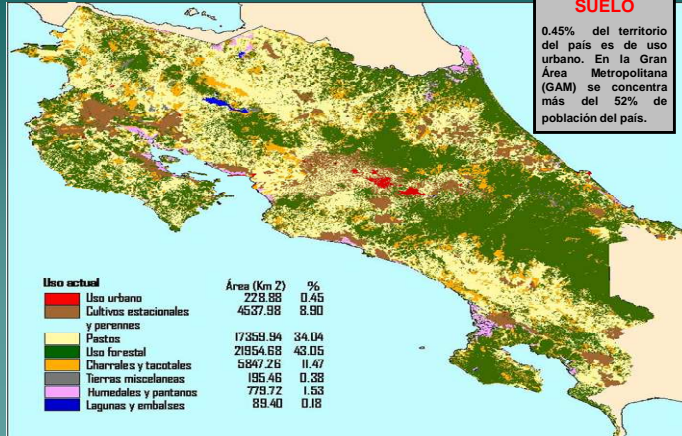 SUELO
0.45% del territorio
del país es de uso
urbano. En la Gran
Área Metropolitana
(GAM) se concentra
más del 52% de
población del país.
Uso actual Área (Km 2) %
Uso urbano 228.88 0.45
Cultivos estacionales 4537.98 8.90
y perennes
Pastos 17359.94 34.04
Uso forestal 21954.68 43.05
Charrales y tacotales 5847.26 11.47
Tierras miscelaneas 195.46 0.38
Humedales y pantanos 779.72 1.53
Lagunas y embalses 89.40 0.18